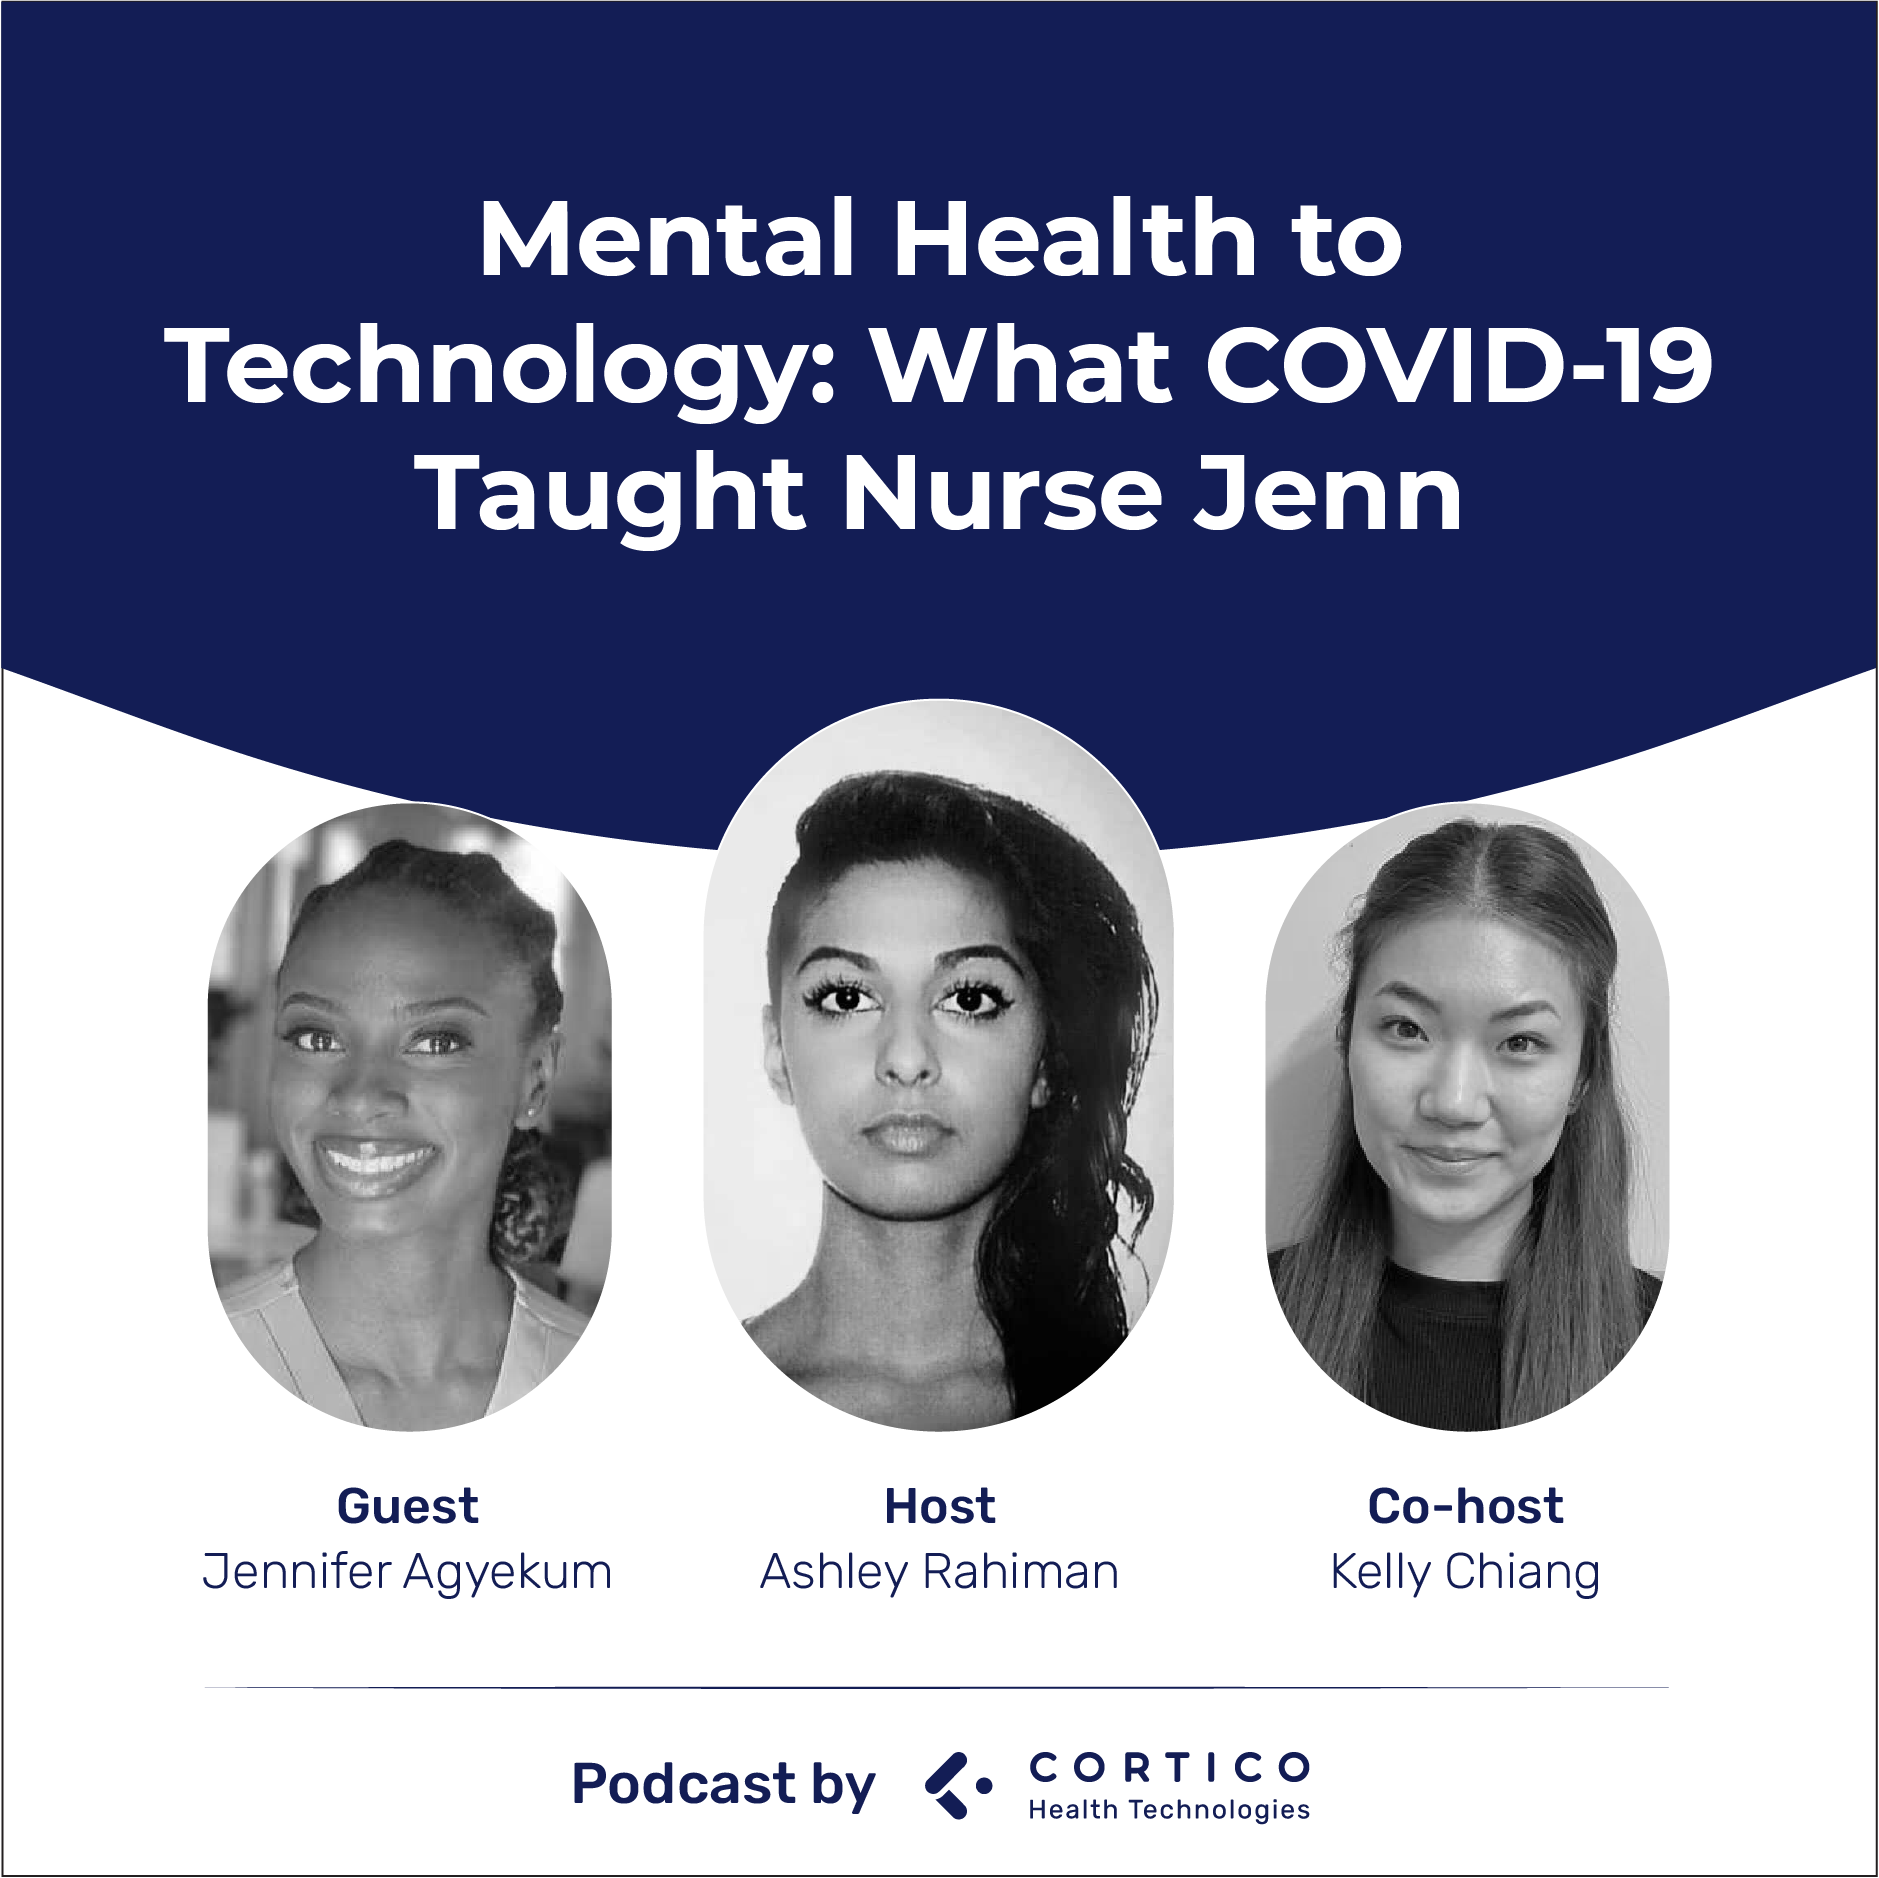 Mental Health to
Technology: What COVID-19
Taught Nurse Jenn
Guest
Jennifer Agyekum
Host
Ashley Rahiman
Co-host
Kelly Chiang
Podcast by
CORTICO
Health Technologies